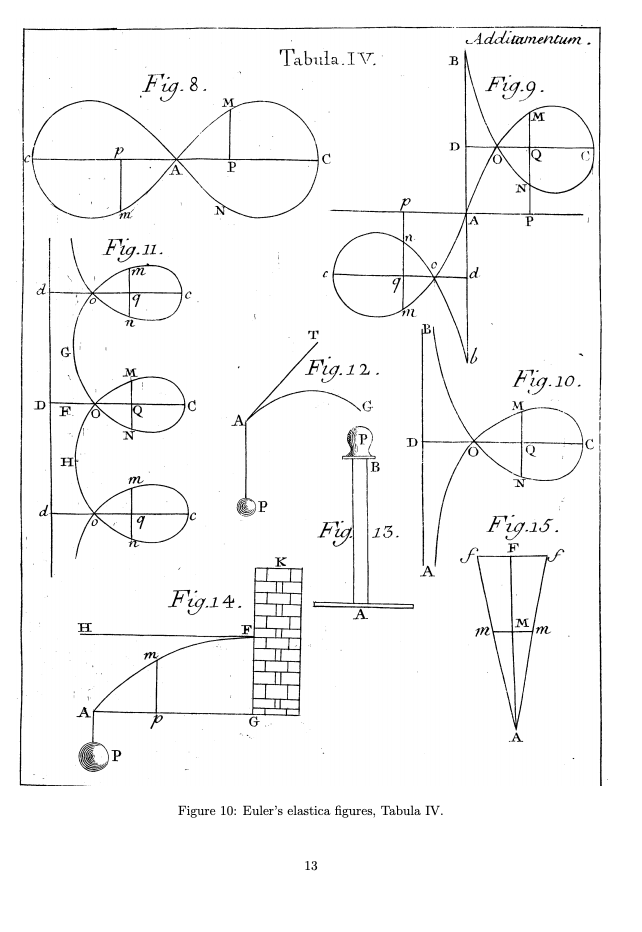 Additamentum.
Tabula.IV.
Fig.8.
c p A M P C m N
Fig.9.
B D O M Q C N A P
p n c e q d m b
Fig.11.
d o m q c n
G
D F O M Q C N
H
d o m q c n
Fig.12.
T A G P
Fig. 13.
P B A
Fig.10.
B D O M Q C N A
Fig.14.
K H F m A p G P
Fig.15.
f F f
m M m
A
Figure 10: Euler's elastica figures, Tabula IV.
13